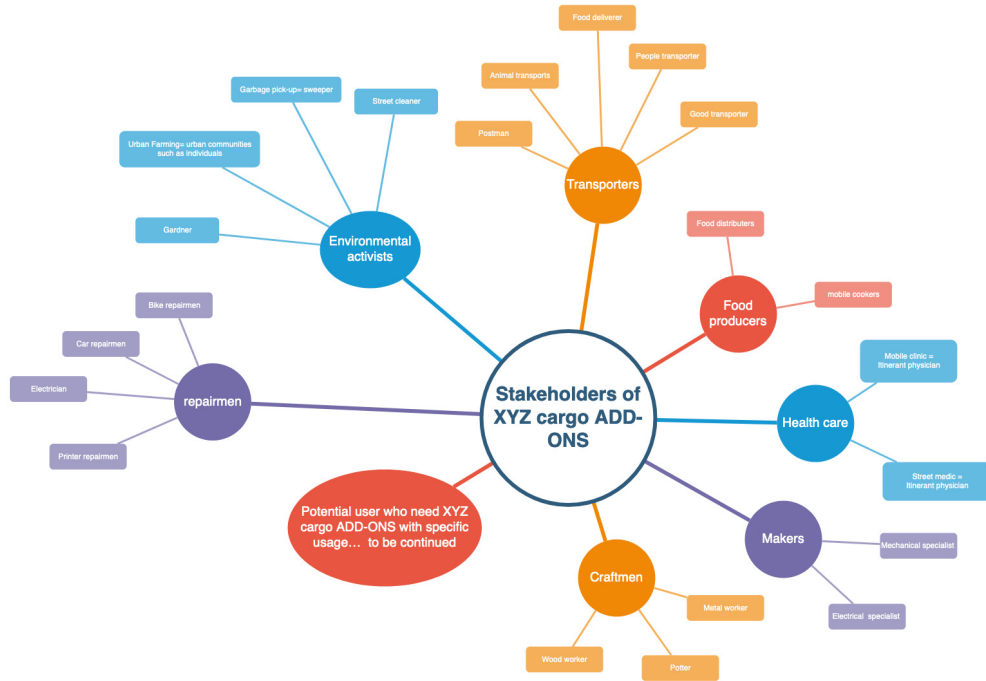 Food deliverer
People transporter
Animal transports
Good transporter
Postman
Transporters
Garbage pick-up= sweeper
Street cleaner
Urban Farming= urban communities
such as individuals
Gardner
Environmental
activists
Food distributers
mobile cookers
Food
producers
Bike repairmen
Car repairmen
Electrician
Printer repairmen
repairmen
Stakeholders of
XYZ cargo ADD-
ONS
Mobile clinic =
Itinerant physician
Health care
Street medic =
Itinerant physician
Potential user who need XYZ
cargo ADD-ONS with specific
usage... to be continued
Makers
Mechanical specialist
Electrical specialist
Craftmen
Metal worker
Wood worker
Potter